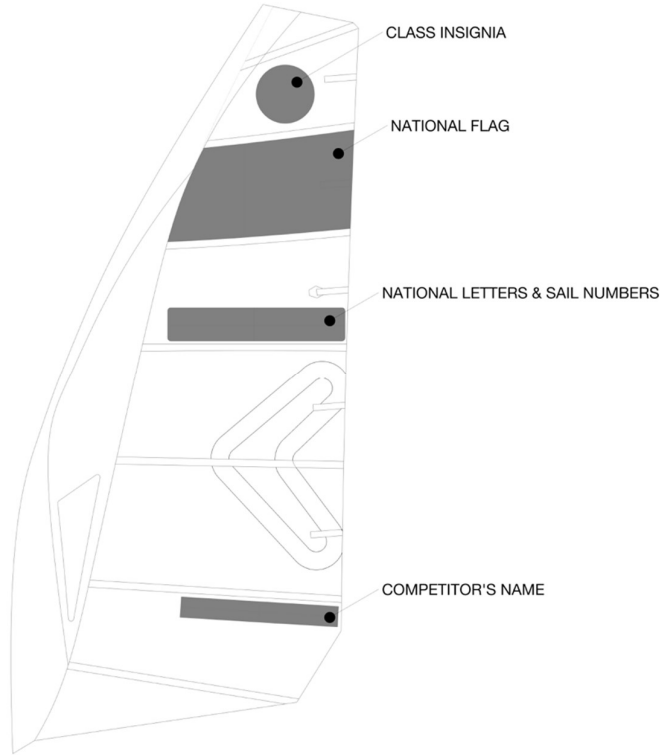 CLASS INSIGNIA
NATIONAL FLAG
NATIONAL LETTERS & SAIL NUMBERS
COMPETITOR'S NAME